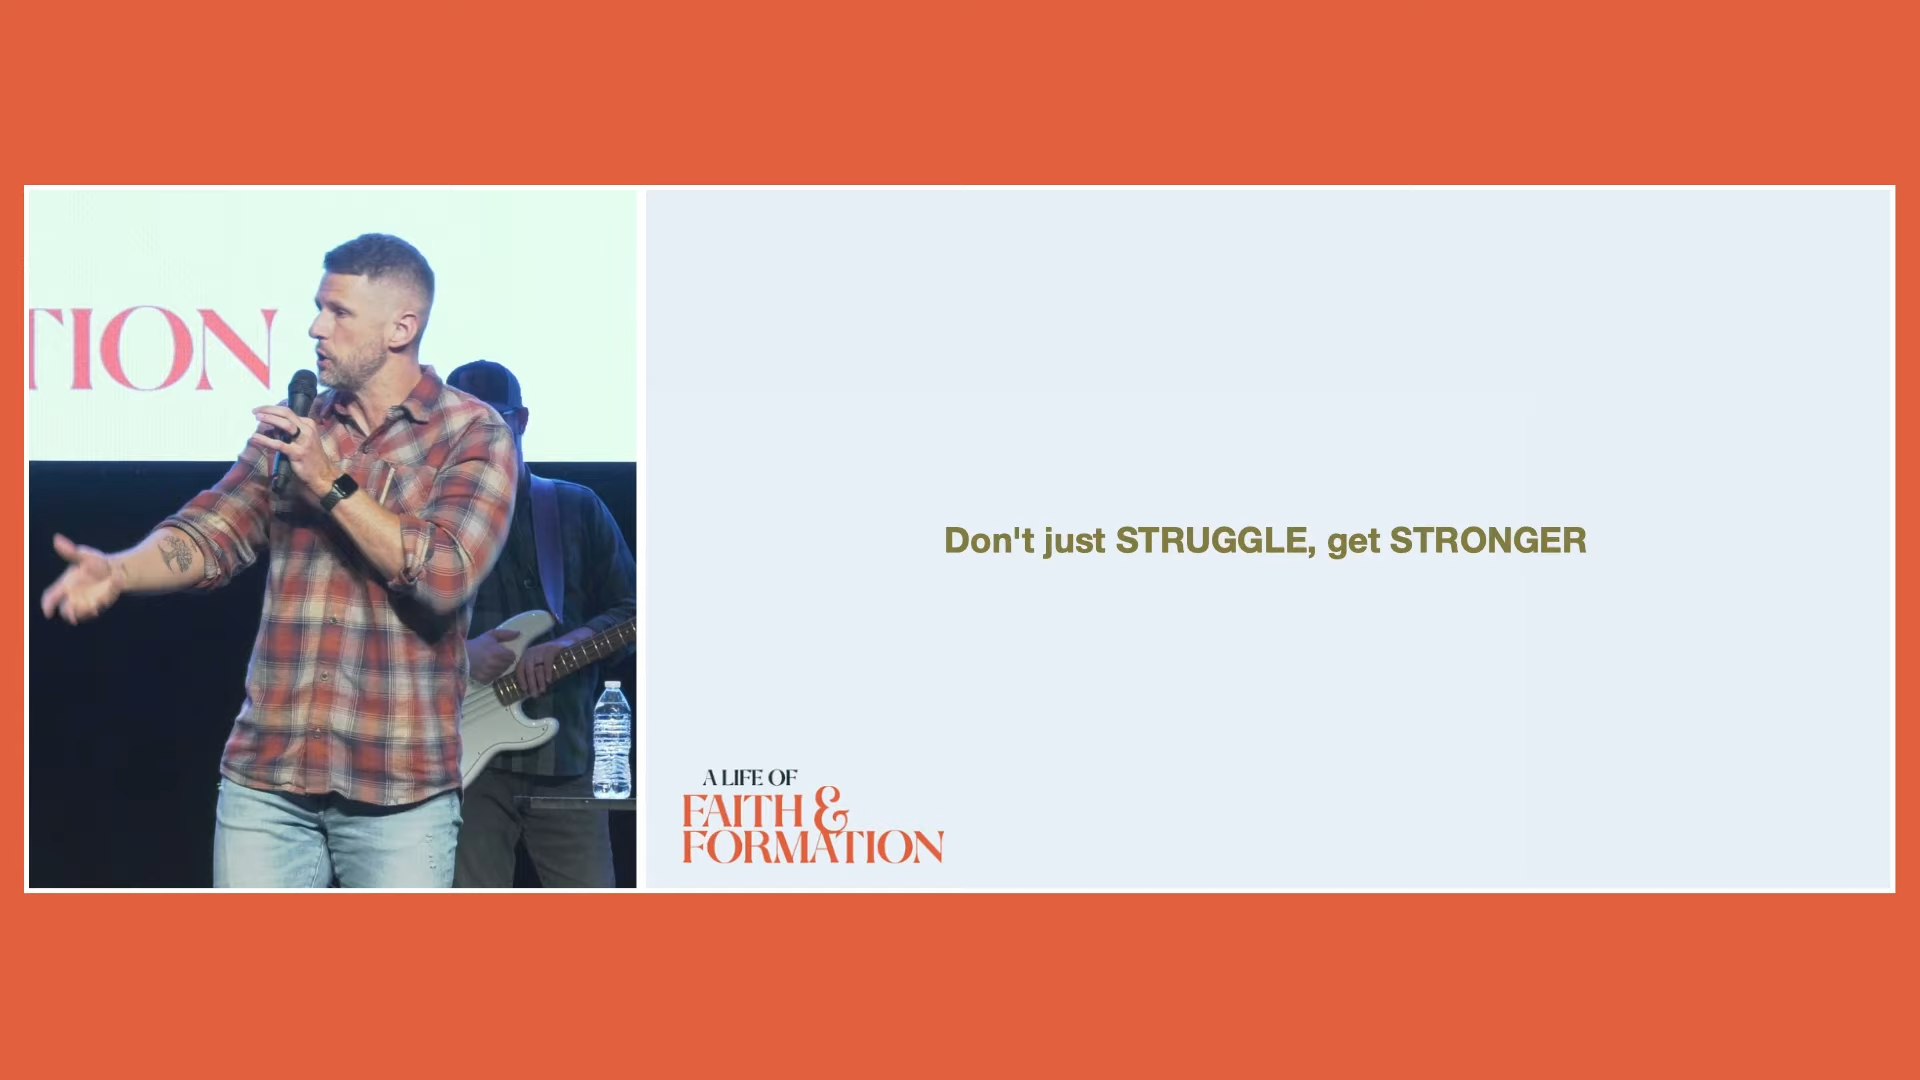 TION
Don't just STRUGGLE, get STRONGER
A LIFE OF
FAITH &
FORMATION